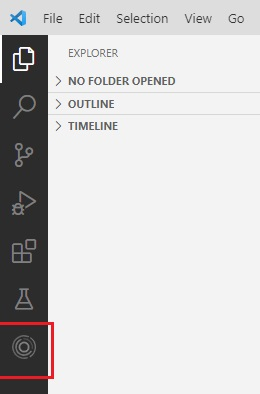 File Edit Selection View Go
EXPLORER
NO FOLDER OPENED
OUTLINE
TIMELINE